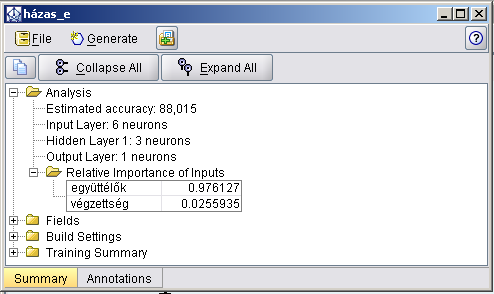 házas_e
File Generate ?
Collapse All Expand All
Analysis
Estimated accuracy: 88,015
Input Layer: 6 neurons
Hidden Layer 1: 3 neurons
Output Layer: 1 neurons
Relative Importance of Inputs
együttélők 0.976127
végzettség 0.0255935
Fields
Build Settings
Training Summary
Summary Annotations